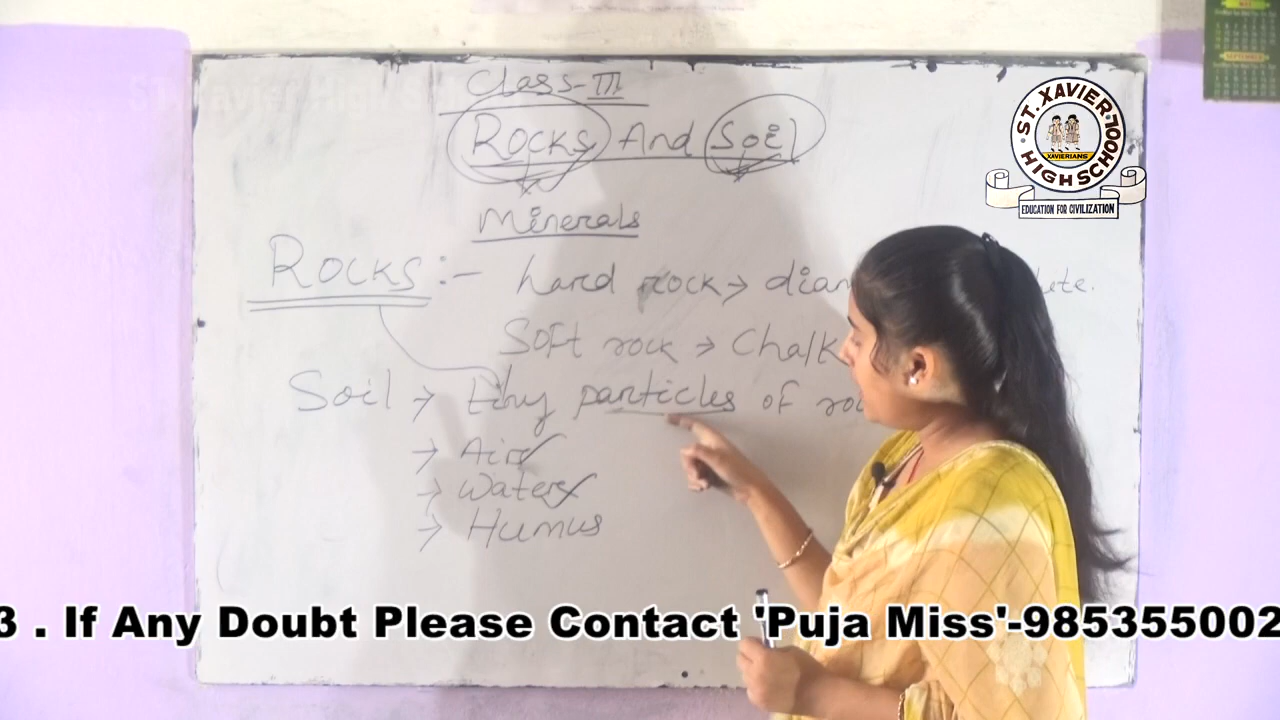 Class-III
Rocks And Soil
Minerals
Rocks:- hard rock→
Soft rock → Chalk
Soil → tiny particles of
→ Air
→ Water
→ Humus
ST. XAVIER
HIGH SCHOOL
XAVIERIANS
EDUCATION FOR CIVILIZATION
3 . If Any Doubt Please Contact 'Puja Miss'-985355002